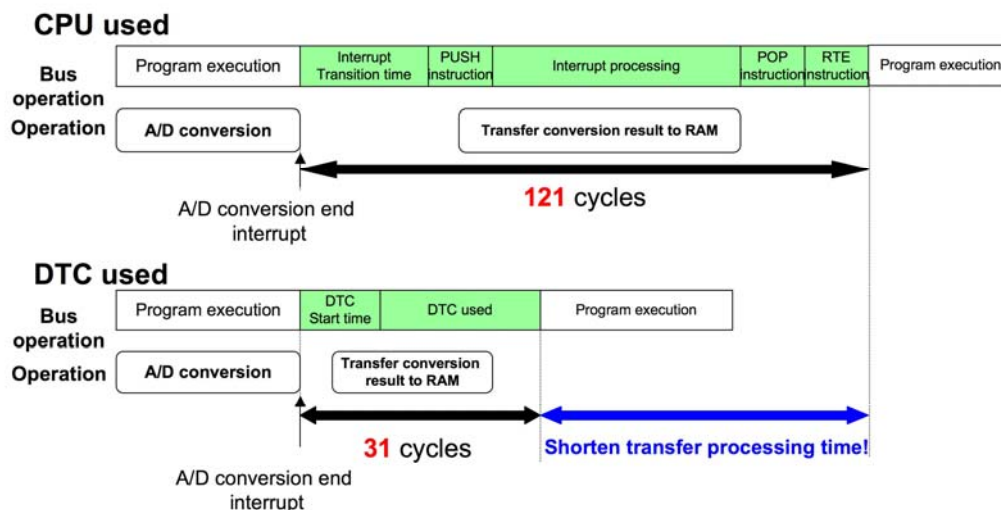 CPU used
Bus
operation
Program execution
Interrupt
Transition time
PUSH
instruction
Interrupt processing
POP
instruction
RTE
instruction
Program execution
Operation
A/D conversion
Transfer conversion result to RAM
121 cycles
A/D conversion end
interrupt
DTC used
Bus
operation
Program execution
DTC
Start time
DTC used
Program execution
Operation
A/D conversion
Transfer conversion
result to RAM
31 cycles
Shorten transfer processing time!
A/D conversion end
interrupt